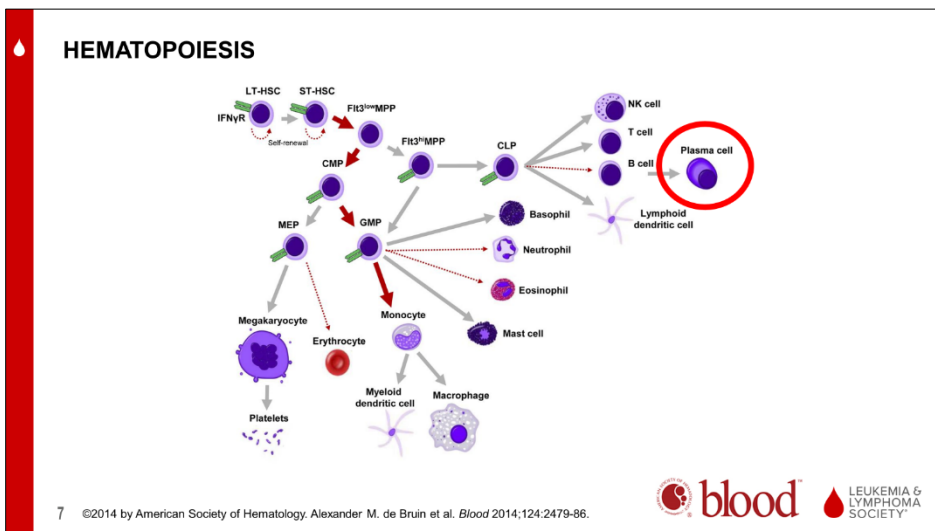 HEMATOPOIESIS
LT-HSC
ST-HSC
IFNγR
Self-renewal
Flt3lowMPP
Flt3hiMPP
CLP
NK cell
T cell
B cell
Plasma cell
Lymphoid
dendritic cell
CMP
MEP
GMP
Basophil
Neutrophil
Eosinophil
Mast cell
Megakaryocyte
Erythrocyte
Monocyte
Myeloid
dendritic cell
Macrophage
Platelets
7 ©2014 by American Society of Hematology. Alexander M. de Bruin et al. Blood 2014;124:2479-86.
blood™
LEUKEMIA &
LYMPHOMA
SOCIETY®